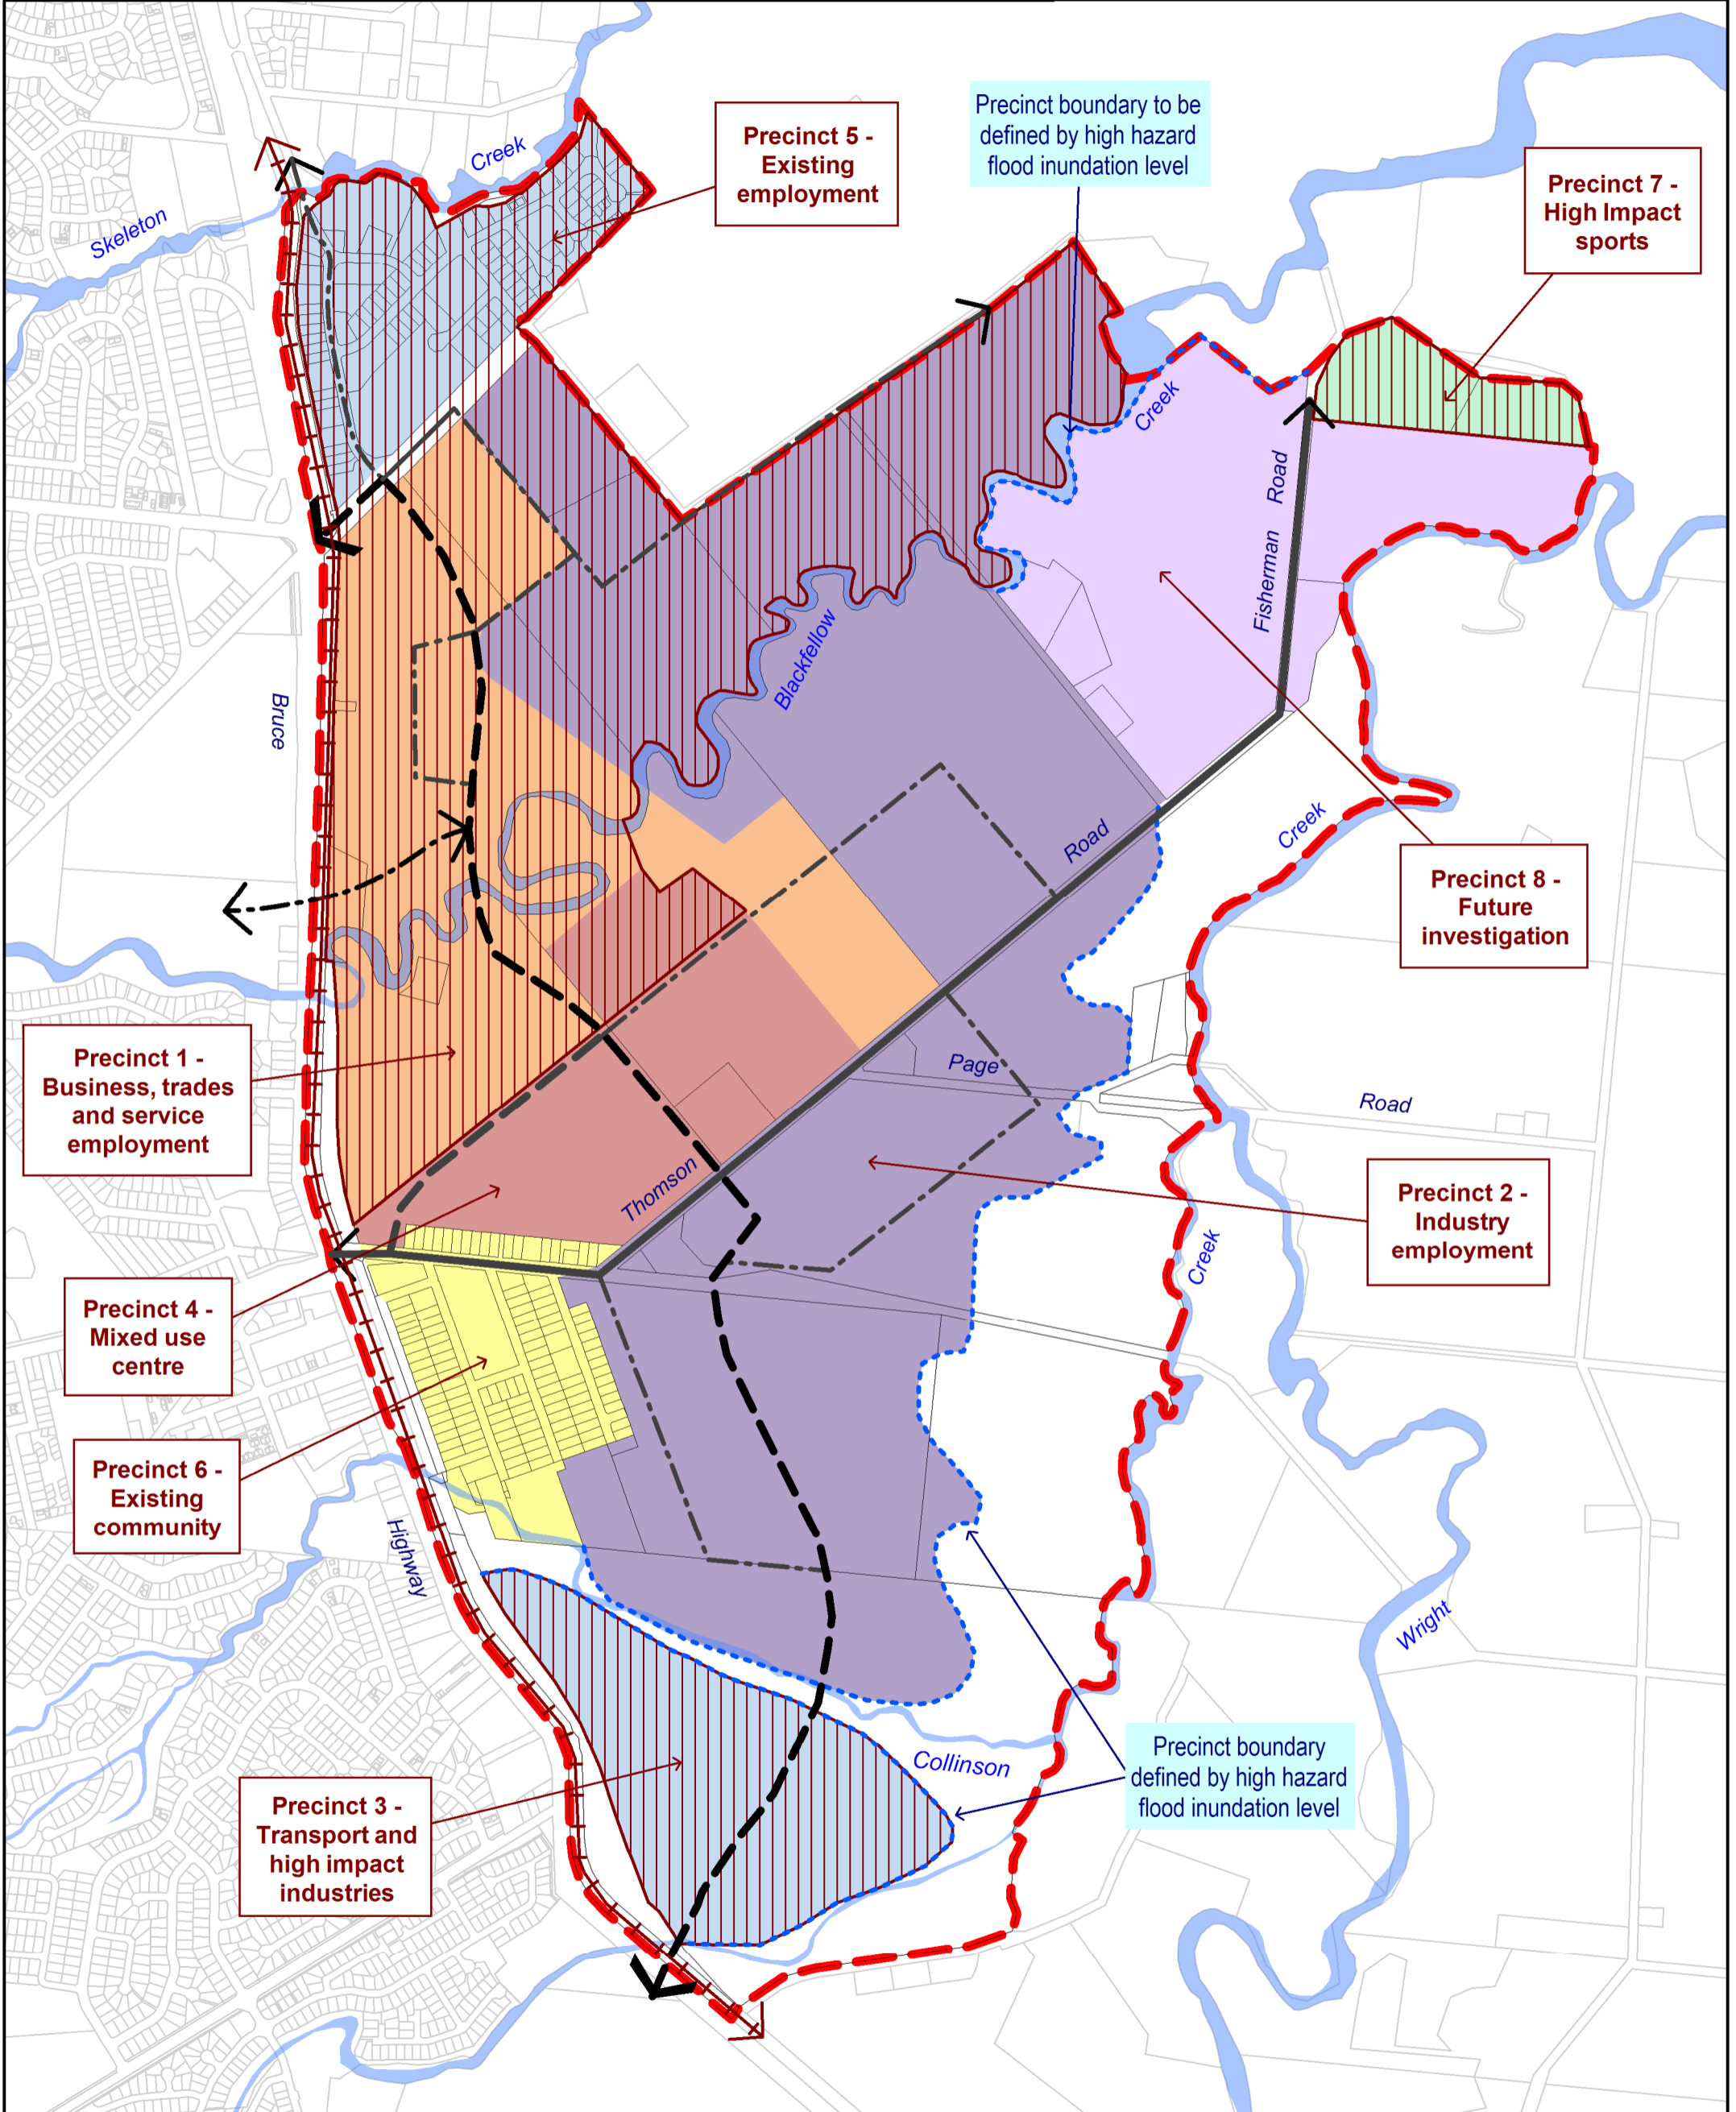 Precinct boundary to be
defined by high hazard
flood inundation level
Precinct 5 -
Existing
employment
Creek
Precinct 7 -
High Impact
sports
Skeleton
Creek
Road
Fisherman
Blackfellow
Bruce
Creek
Road
Precinct 8 -
Future
investigation
Precinct 1 -
Business, trades
and service
employment
Page
Road
Thomson
Precinct 2 -
Industry
employment
Creek
Precinct 4 -
Mixed use
centre
Precinct 6 -
Existing
community
Highway
Wright
Collinson
Precinct boundary
defined by high hazard
flood inundation level
Precinct 3 -
Transport and
high impact
industries